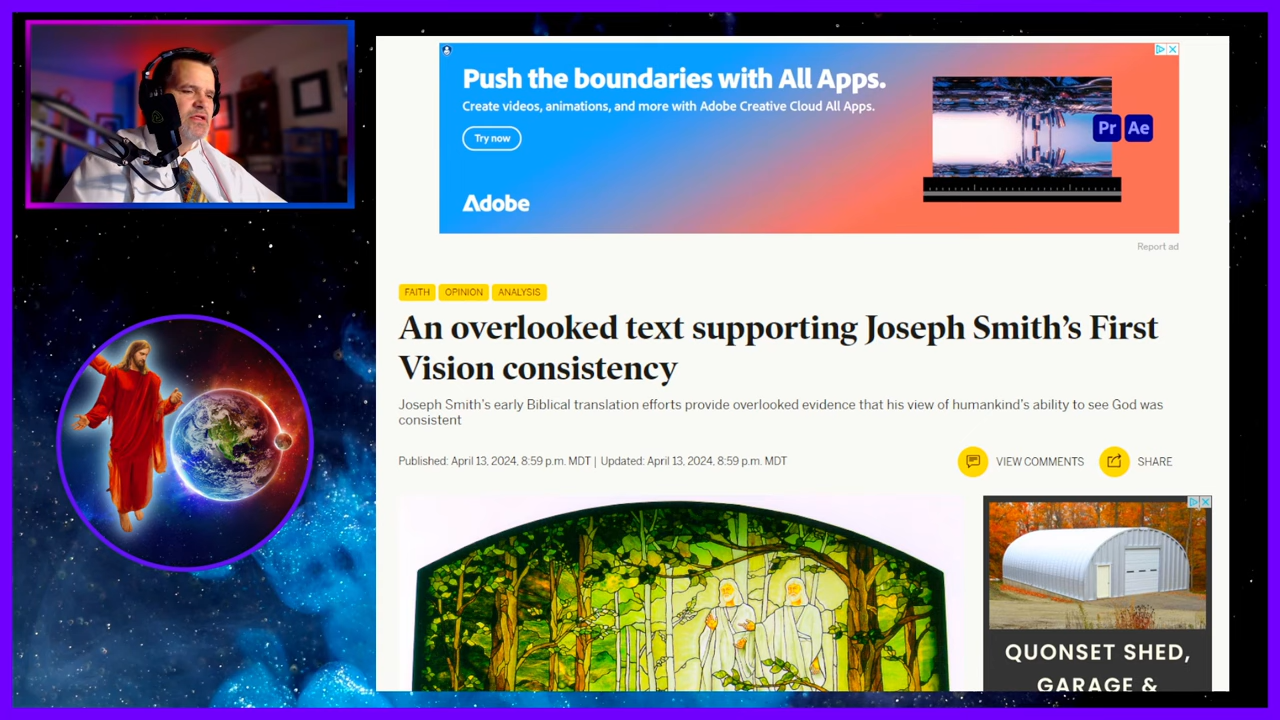 Push the boundaries with All Apps.
Create videos, animations, and more with Adobe Creative Cloud All Apps.
Try now
Pr Ae
Adobe
Report ad
FAITH OPINION ANALYSIS
An overlooked text supporting Joseph Smith’s First
Vision consistency
Joseph Smith’s early Biblical translation efforts provide overlooked evidence that his view of humankind’s ability to see God was
consistent
Published: April 13, 2024, 8:59 p.m. MDT | Updated: April 13, 2024, 8:59 p.m. MDT
VIEW COMMENTS SHARE
QUONSET SHED,
GARAGE &